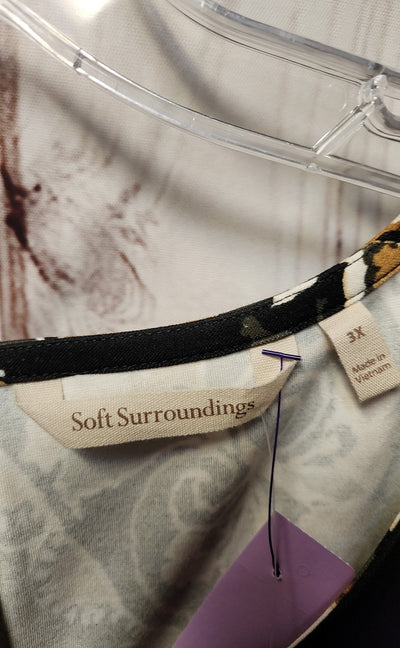 Soft Surroundings
3X
Made in
Vietnam